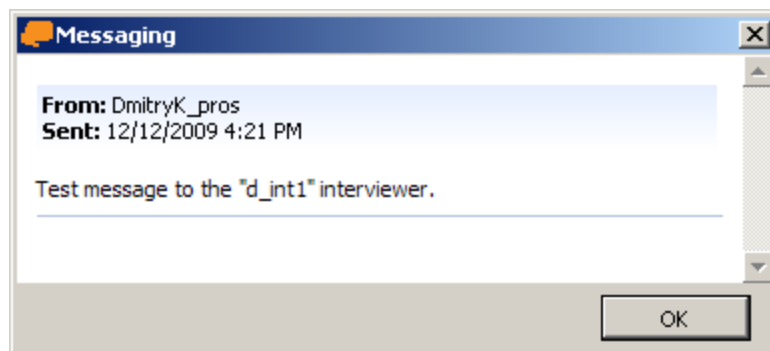 Messaging
From: DmitryK_pros
Sent: 12/12/2009 4:21 PM
Test message to the "d_int1" interviewer.
OK